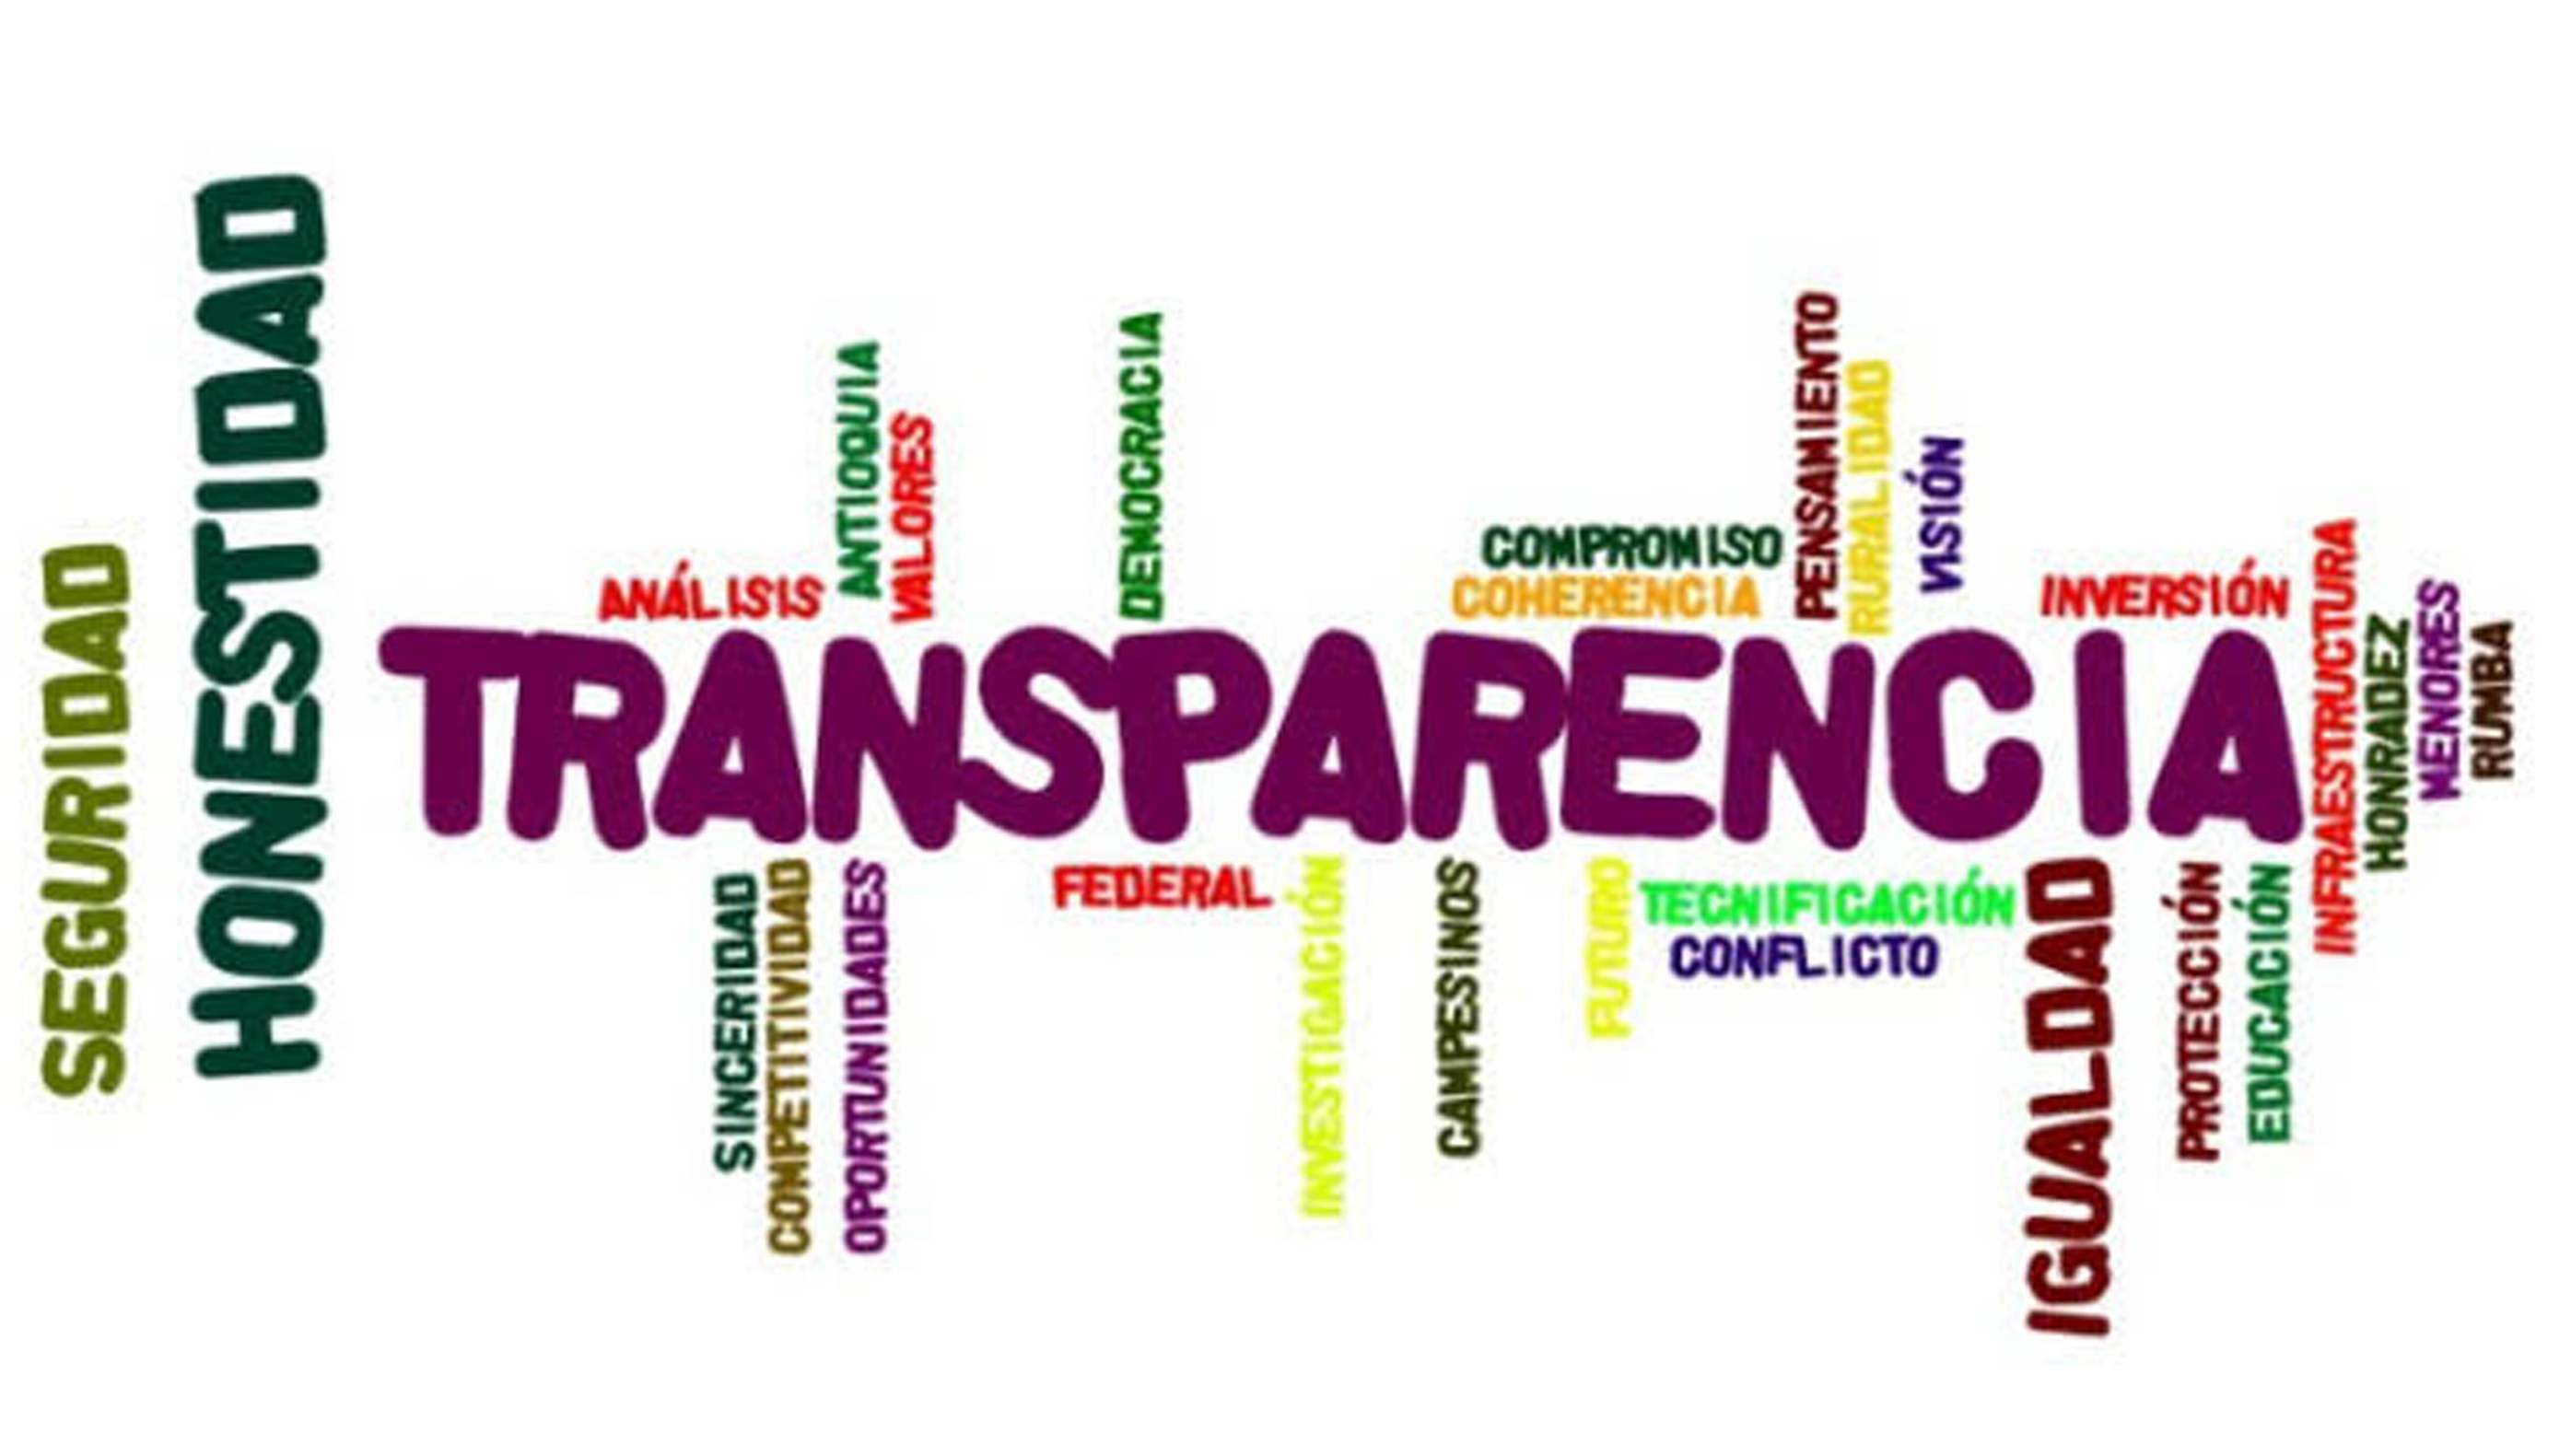 SEGURIDAD
HONESTIDAD
ANÁLISIS
ANTIOQUIA
VALORES
DEMOCRACIA
COMPROMISO
COHERENCIA
PENSAMIENTO
RURALIDAD
VISIÓN
INVERSIÓN
TRANSPARENCIA
INFRAESTRUCTURA
HONRADEZ
MENORES
RUMBA
SINCERIDAD
COMPETITIVIDAD
OPORTUNIDADES
FEDERAL
INVESTIGACIÓN
CAMPESINOS
FUTURO
TECNIFICACIÓN
CONFLICTO
IGUALDAD
PROTECCIÓN
EDUCACIÓN